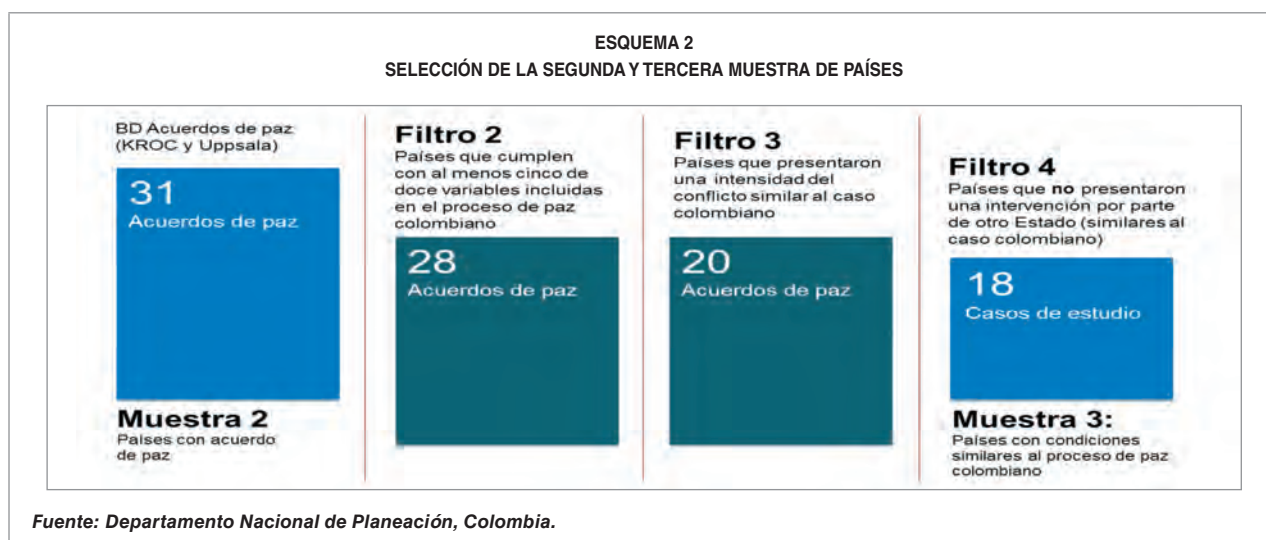 ESQUEMA 2
SELECCIÓN DE LA SEGUNDA Y TERCERA MUESTRA DE PAÍSES
BD Acuerdos de paz
(KROC y Uppsala)
31
Acuerdos de paz
Muestra 2
Países con acuerdo
de paz
Filtro 2
Países que cumplen
con al menos cinco de
doce variables incluidas
en el proceso de paz
colombiano
28
Acuerdos de paz
Filtro 3
Países que presentaron
una intensidad del
conflicto similar al caso
colombiano
20
Acuerdos de paz
Filtro 4
Países que no presentaron
una intervención por parte
de otro Estado (similares al
caso colombiano)
18
Casos de estudio
Muestra 3:
Países con condiciones
similares al proceso de paz
colombiano
Fuente: Departamento Nacional de Planeación, Colombia.